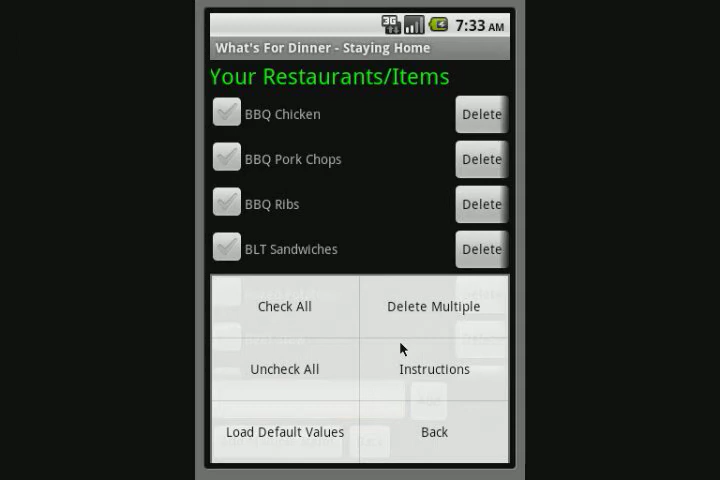 3G 7:33 AM
What's For Dinner - Staying Home
Your Restaurants/Items
BBQ Chicken Delete
BBQ Pork Chops Delete
BBQ Ribs Delete
BLT Sandwiches Delete
Check All Delete Multiple
Uncheck All Instructions
Load Default Values Back